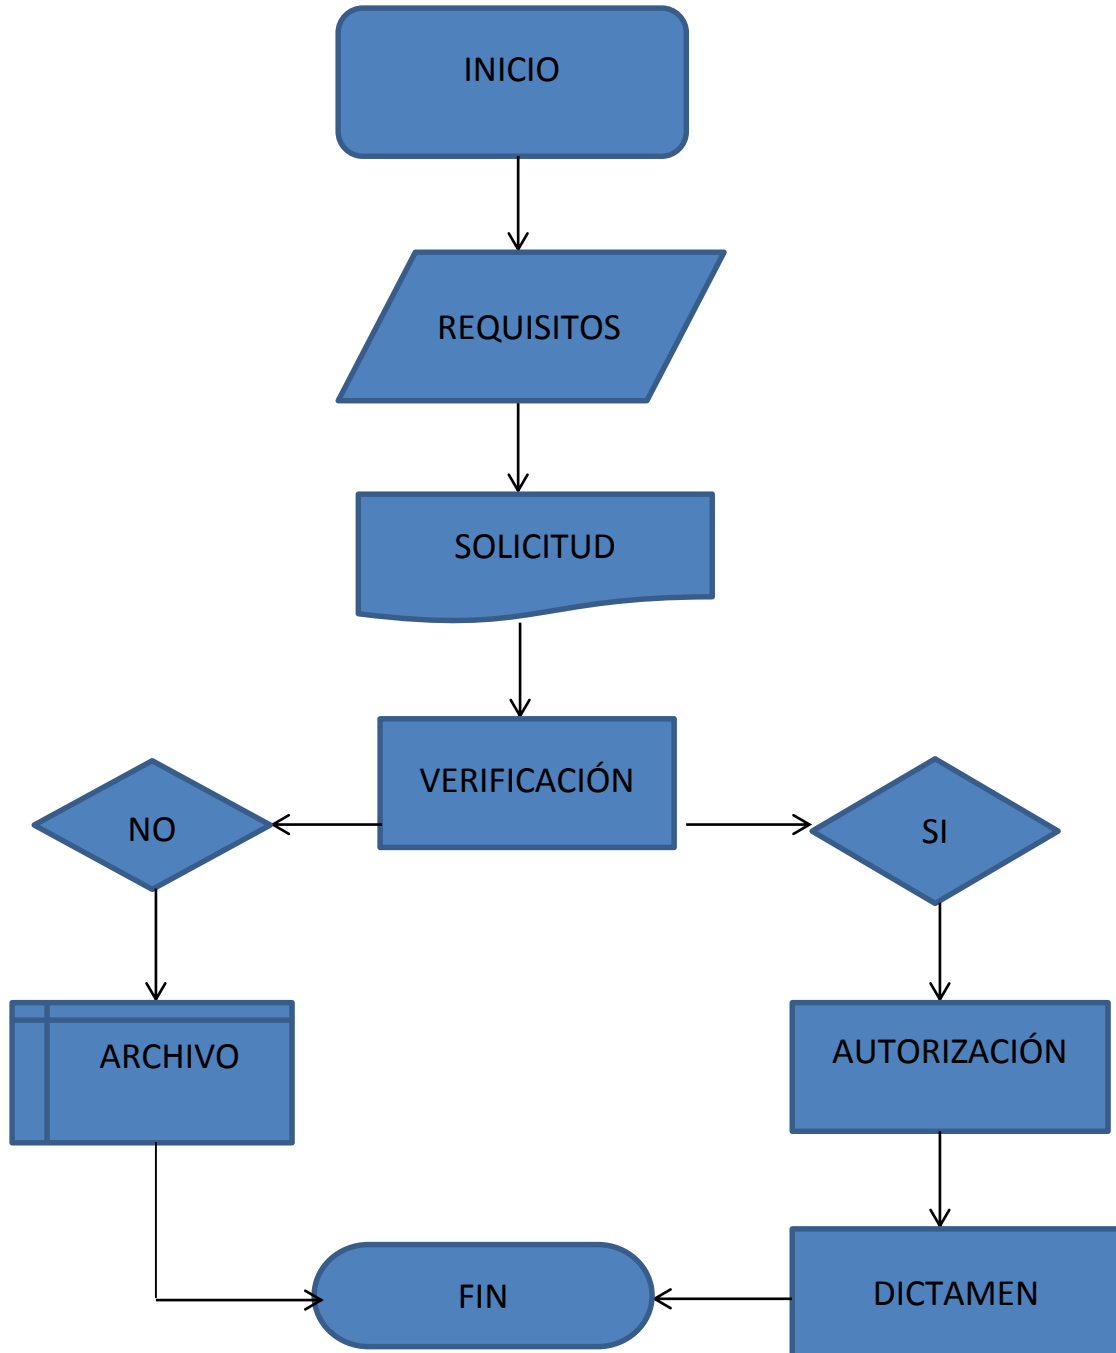 INICIO
REQUISITOS
SOLICITUD
VERIFICACIÓN
NO
SI
ARCHIVO
AUTORIZACIÓN
FIN
DICTAMEN